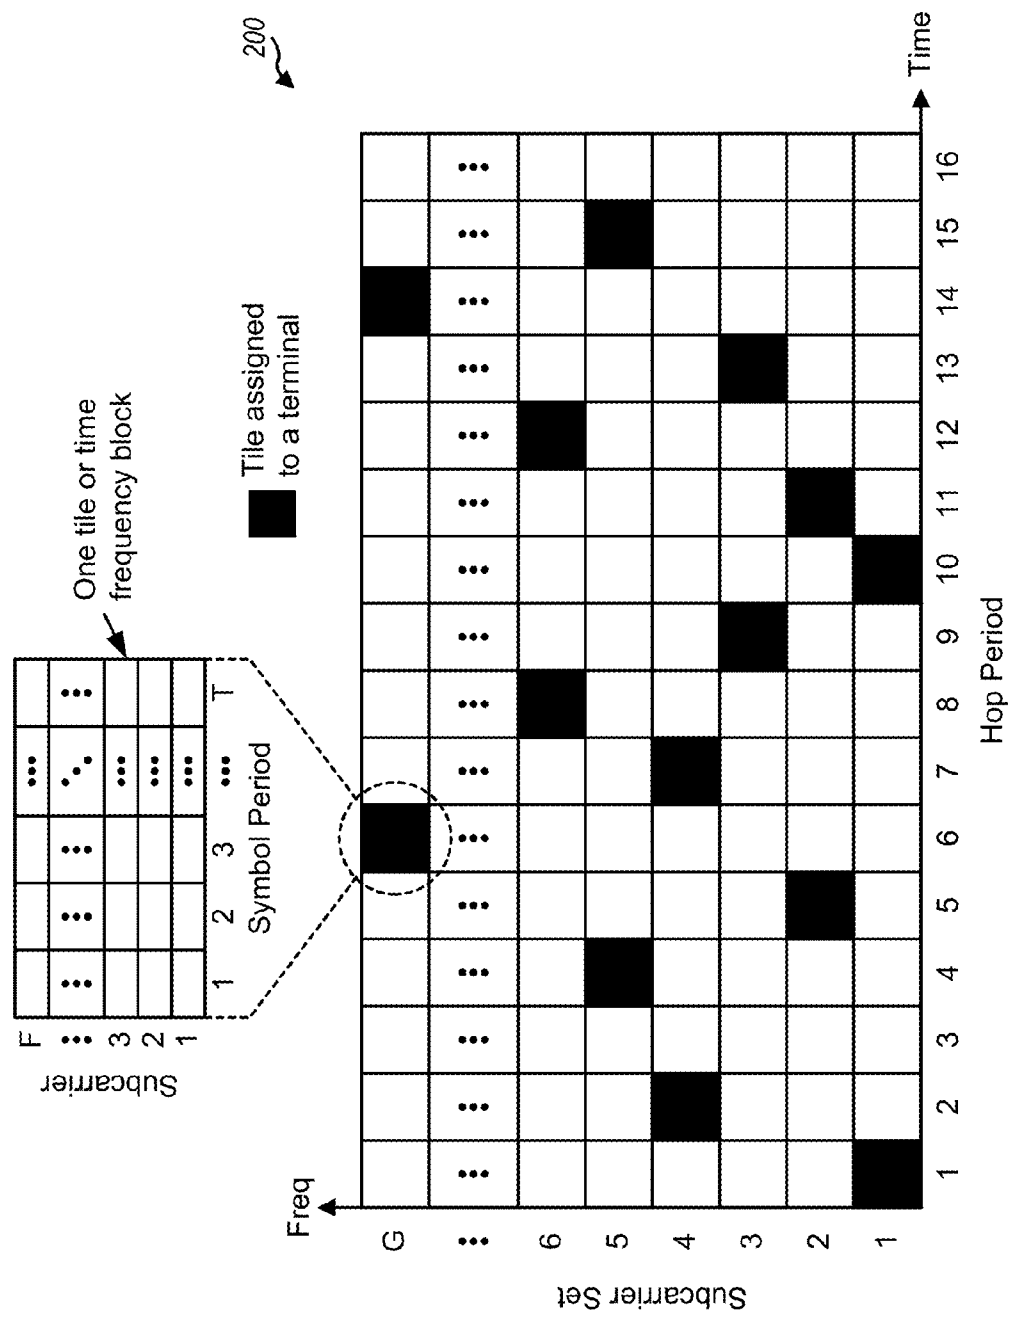 200
One tile or time
frequency block
Tile assigned
to a terminal
Subcarrier
F
...
3
2
1
1 2 3 ... T
Symbol Period
Freq
Subcarrier Set
G
...
6
5
4
3
2
1
1 2 3 4 5 6 7 8 9 10 11 12 13 14 15 16
Hop Period
Time